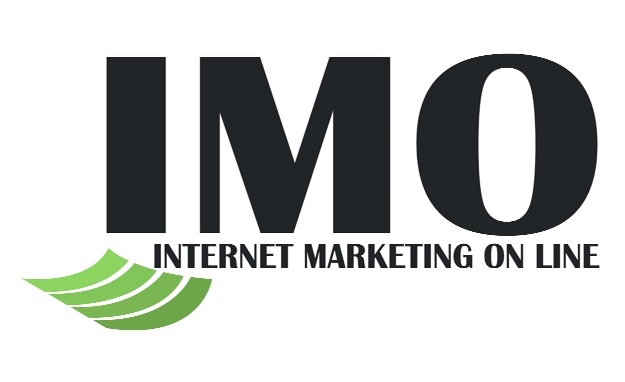 IMO
INTERNET MARKETING ON LINE